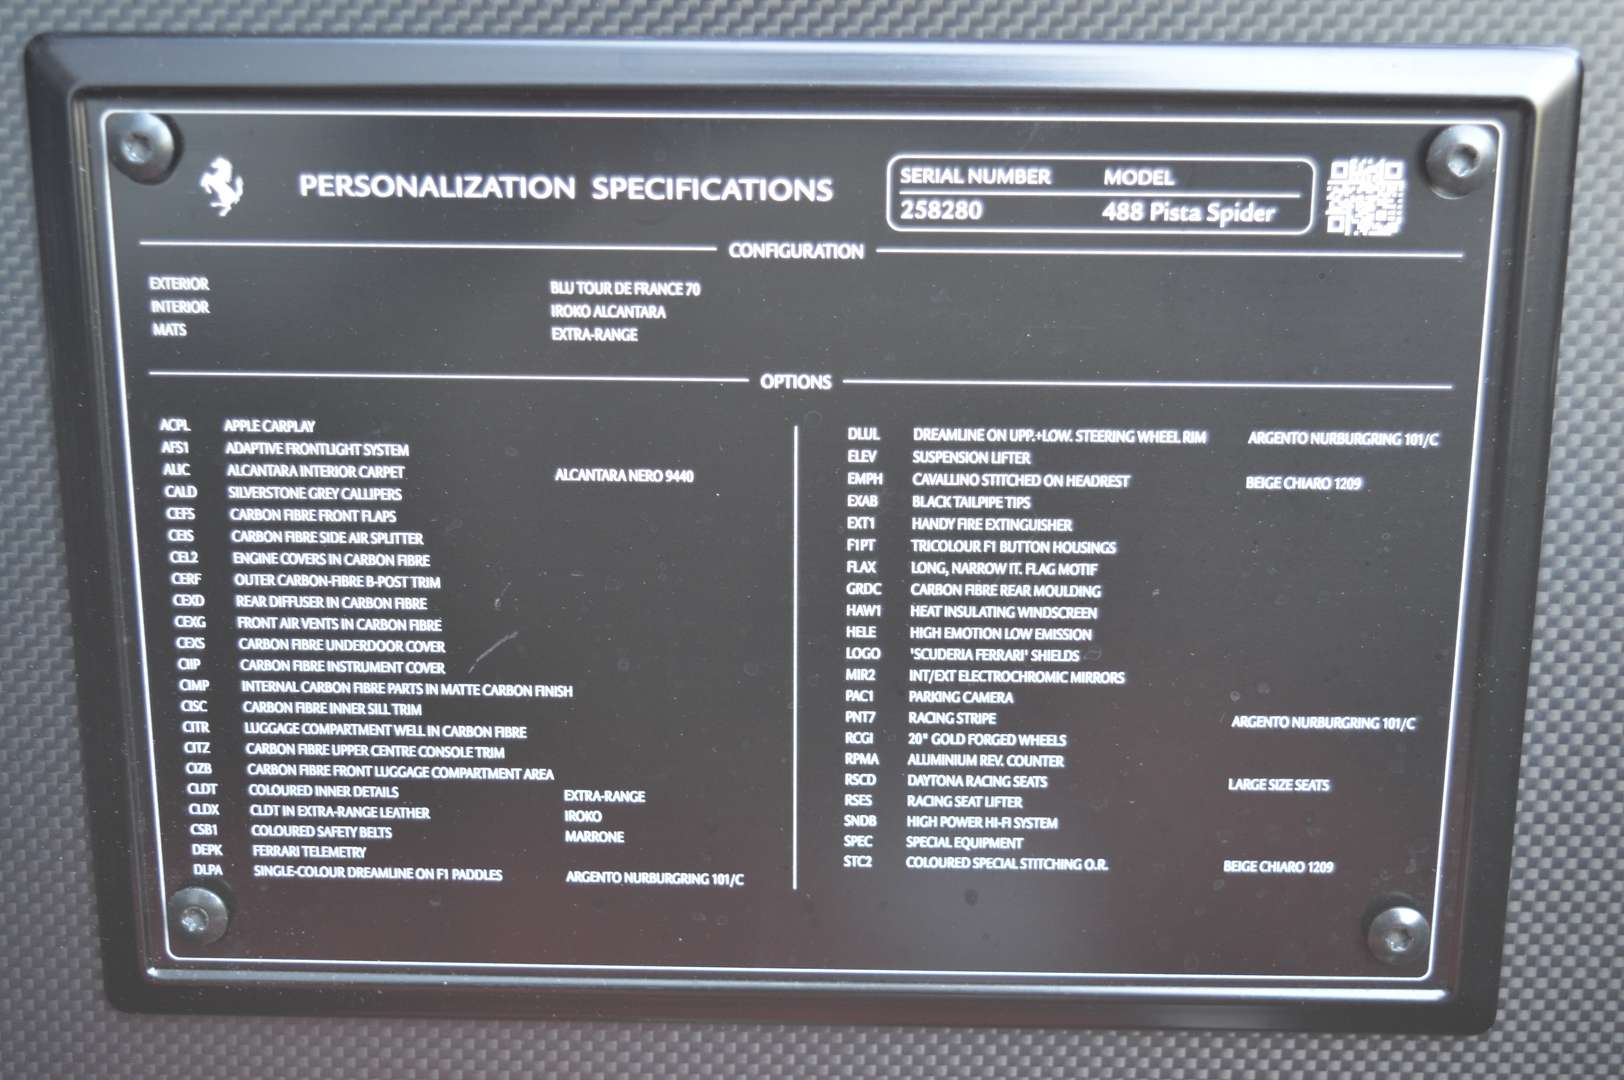 PERSONALIZATION SPECIFICATIONS
SERIAL NUMBER MODEL
258280 488 Pista Spider
CONFIGURATION
EXTERIOR BLU TOUR DE FRANCE 70
INTERIOR IROKO ALCANTARA
MATS EXTRA-RANGE
OPTIONS
ACPL APPLE CARPLAY
AFS1 ADAPTIVE FRONTLIGHT SYSTEM
ALIC ALCANTARA INTERIOR CARPET ALCANTARA NERO 9440
CALD SILVERSTONE GREY CALLIPERS
CEFS CARBON FIBRE FRONT FLAPS
CEIS CARBON FIBRE SIDE AIR SPLITTER
CEL2 ENGINE COVERS IN CARBON FIBRE
CERF OUTER CARBON-FIBRE B-POST TRIM
CEXD REAR DIFFUSER IN CARBON FIBRE
CEXG FRONT AIR VENTS IN CARBON FIBRE
CEXS CARBON FIBRE UNDERDOOR COVER
CIIP CARBON FIBRE INSTRUMENT COVER
CIMP INTERNAL CARBON FIBRE PARTS IN MATTE CARBON FINISH
CISC CARBON FIBRE INNER SILL TRIM
CITR LUGGAGE COMPARTMENT WELL IN CARBON FIBRE
CITZ CARBON FIBRE UPPER CENTRE CONSOLE TRIM
CIZB CARBON FIBRE FRONT LUGGAGE COMPARTMENT AREA
CLDT COLOURED INNER DETAILS EXTRA-RANGE
CLDX CLDT IN EXTRA-RANGE LEATHER IROKO
CSB1 COLOURED SAFETY BELTS MARRONE
DEPK FERRARI TELEMETRY
DLPA SINGLE-COLOUR DREAMLINE ON F1 PADDLES ARGENTO NURBURGRING 101/C
DLUL DREAMLINE ON UPP.+LOW. STEERING WHEEL RIM ARGENTO NURBURGRING 101/C
ELEV SUSPENSION LIFTER
EMPH CAVALLINO STITCHED ON HEADREST BEIGE CHIARO 1209
EXAB BLACK TAILPIPE TIPS
EXT1 HANDY FIRE EXTINGUISHER
F1PT TRICOLOUR F1 BUTTON HOUSINGS
FLAX LONG, NARROW IT. FLAG MOTIF
GRDC CARBON FIBRE REAR MOULDING
HAW1 HEAT INSULATING WINDSCREEN
HELE HIGH EMOTION LOW EMISSION
LOGO 'SCUDERIA FERRARI' SHIELDS
MIR2 INT/EXT ELECTROCHROMIC MIRRORS
PAC1 PARKING CAMERA
PNT7 RACING STRIPE ARGENTO NURBURGRING 101/C
RCGI 20" GOLD FORGED WHEELS
RPMA ALUMINIUM REV. COUNTER
RSCD DAYTONA RACING SEATS LARGE SIZE SEATS
RSES RACING SEAT LIFTER
SNDB HIGH POWER HI-FI SYSTEM
SPEC SPECIAL EQUIPMENT
STC2 COLOURED SPECIAL STITCHING O.R. BEIGE CHIARO 1209